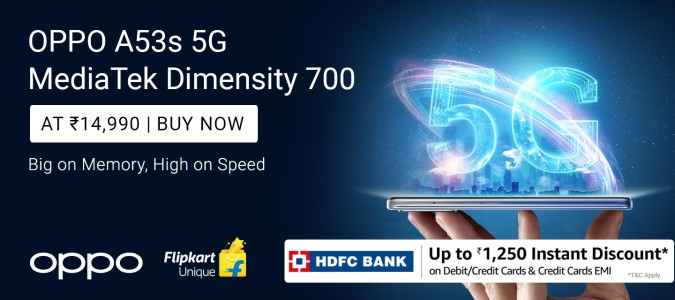 OPPO A53s 5G
MediaTek Dimensity 700
AT ₹14,990 | BUY NOW
Big on Memory, High on Speed
5G
oppo
Flipkart
Unique
HDFC BANK
Up to ₹1,250 Instant Discount*
on Debit/Credit Cards & Credit Cards EMI
*T&C Apply.